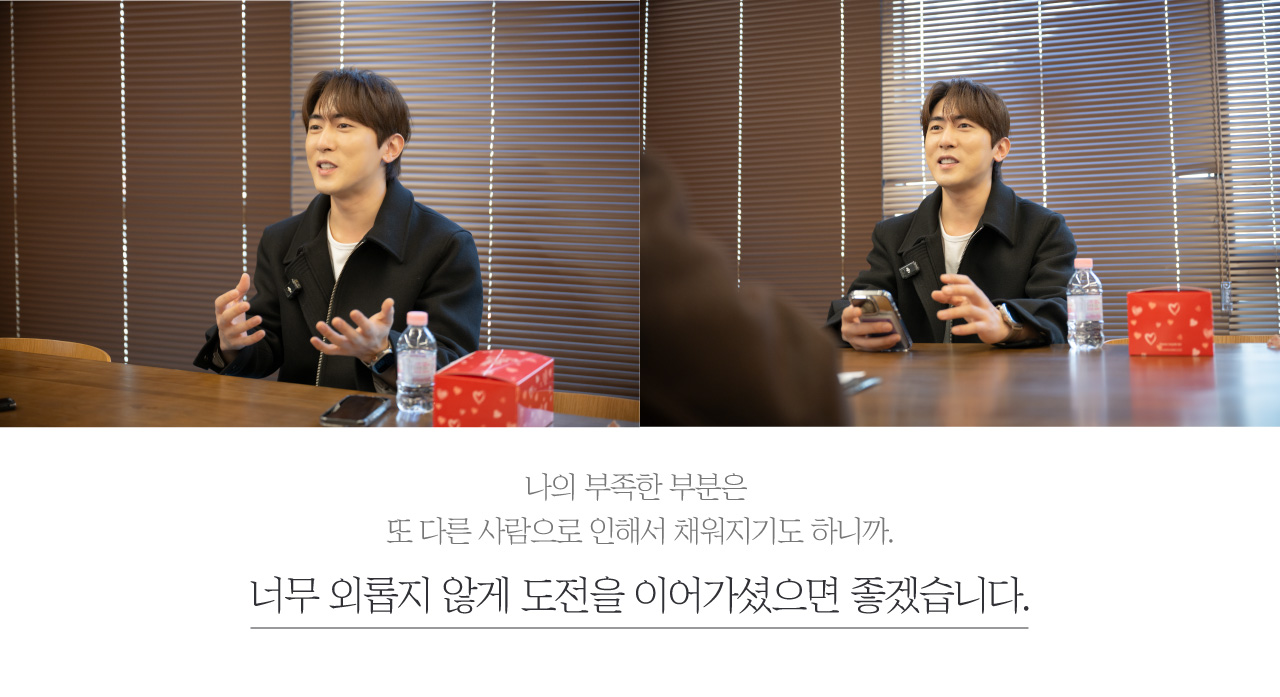 나의 부족한 부분은
또 다른 사람으로 인해서 채워지기도 하니까.
너무 외롭지 않게 도전을 이어가셨으면 좋겠습니다.